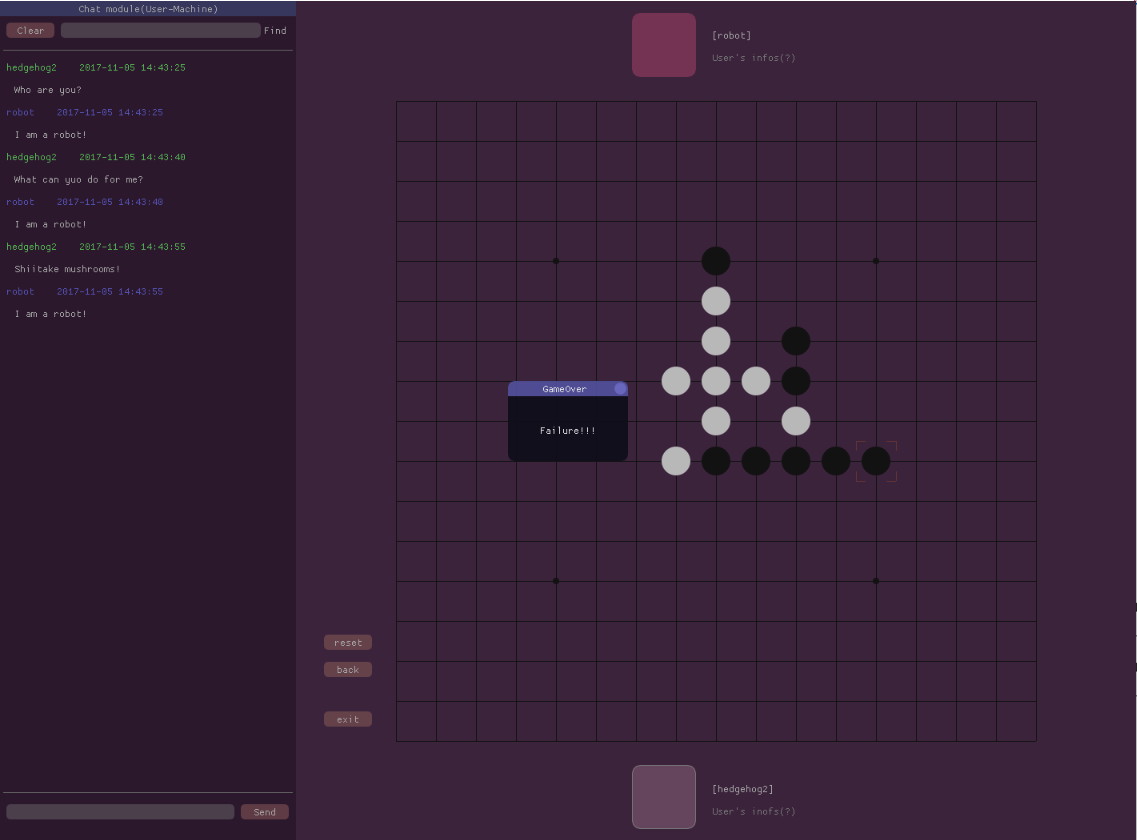 Chat module(User-Machine)
Clear Find
hedgehog2 2017-11-05 14:43:25
Who are you?
robot 2017-11-05 14:43:25
I am a robot!
hedgehog2 2017-11-05 14:43:40
What can yuo do for me?
robot 2017-11-05 14:43:40
I am a robot!
hedgehog2 2017-11-05 14:43:55
Shiitake mushrooms!
robot 2017-11-05 14:43:55
I am a robot!
Send
[robot]
User's infos(?)
GameOver
Failure!!!
reset
back
exit
[hedgehog2]
User's inofs(?)